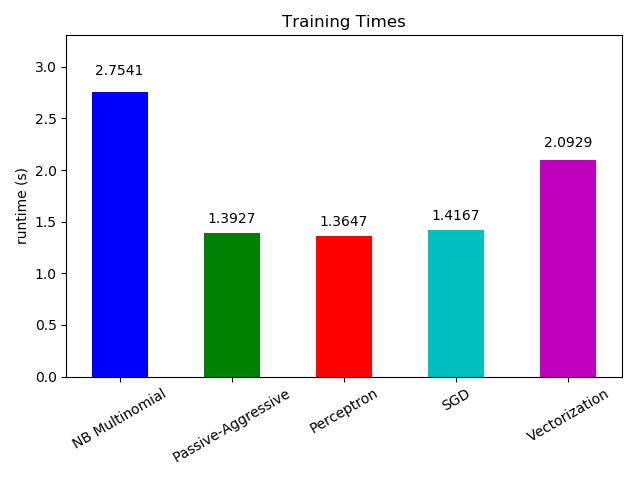 Training Times
runtime (s)
3.0
2.5
2.0
1.5
1.0
0.5
0.0
2.7541
1.3927
1.3647
1.4167
2.0929
NB Multinomial
Passive-Aggressive
Perceptron
SGD
Vectorization